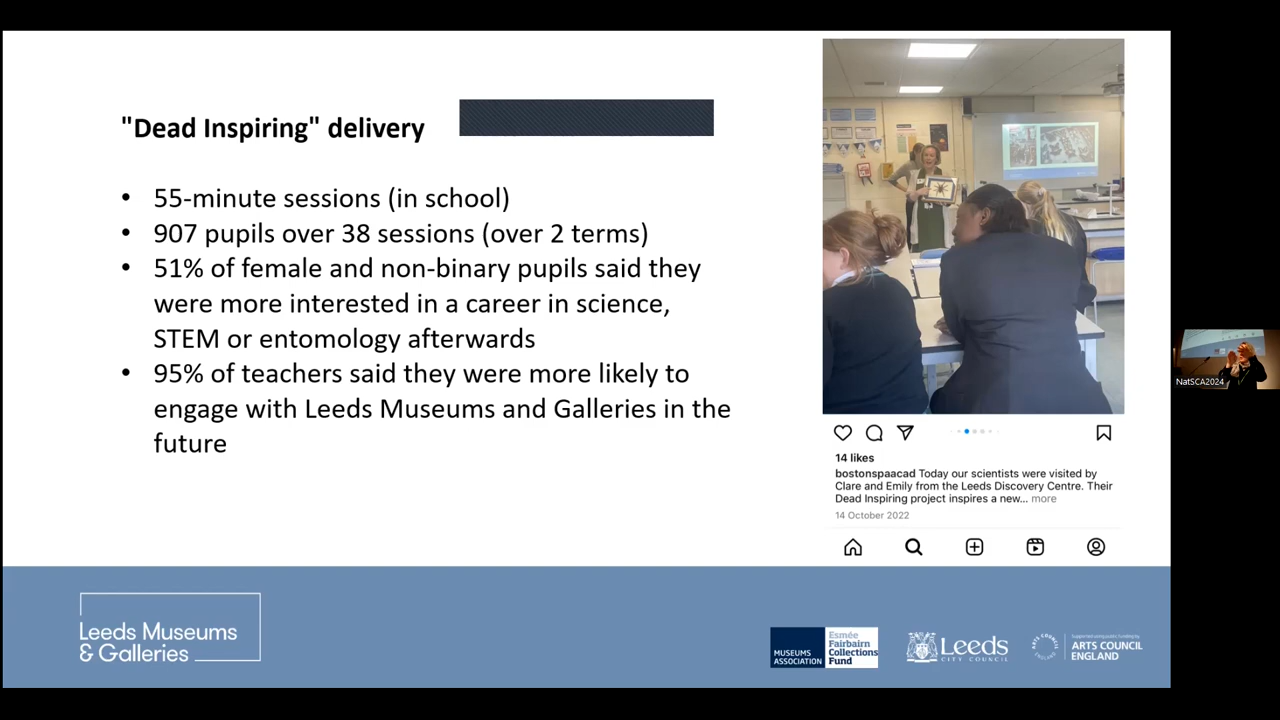 "Dead Inspiring" delivery
• 55-minute sessions (in school)
• 907 pupils over 38 sessions (over 2 terms)
• 51% of female and non-binary pupils said they
were more interested in a career in science,
STEM or entomology afterwards
• 95% of teachers said they were more likely to
engage with Leeds Museums and Galleries in the
future
14 likes
bostonspaacad Today our scientists were visited by
Clare and Emily from the Leeds Discovery Centre. Their
Dead Inspiring project inspires a new... more
14 October 2022
NatSCA2024
Leeds Museums
& Galleries
MUSEUMS
ASSOCIATION
Esmée
Fairbairn
Collections
Fund
Leeds
CITY COUNCIL
Supported using public funding by
ARTS COUNCIL
ENGLAND